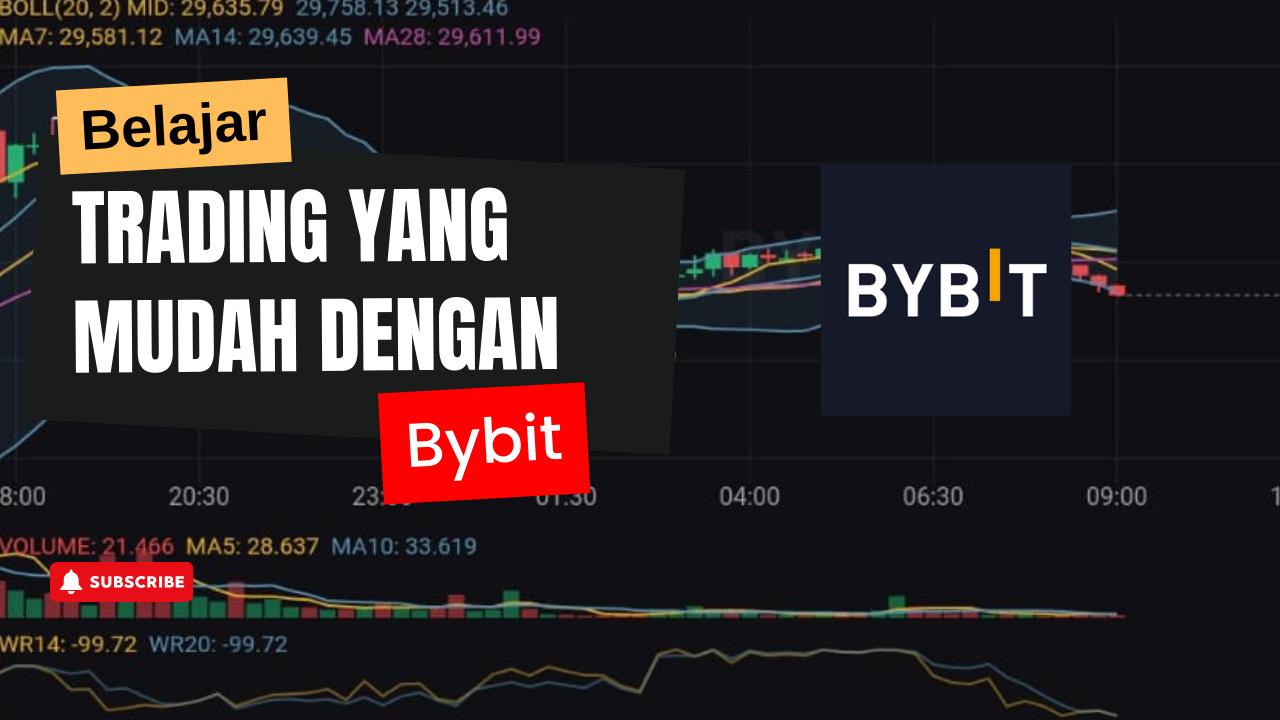 BOLL(20, 2) MID: 29,635.79 29,758.13 29,513.46
MA7: 29,581.12 MA14: 29,639.45 MA28: 29,611.99
Belajar
TRADING YANG
MUDAH DENGAN
Bybit
BYBIT
8:00 20:30 01:30 04:00 06:30 09:00
VOLUME: 21.466 MA5: 28.637 MA10: 33.619
SUBSCRIBE
WR14: -99.72 WR20: -99.72